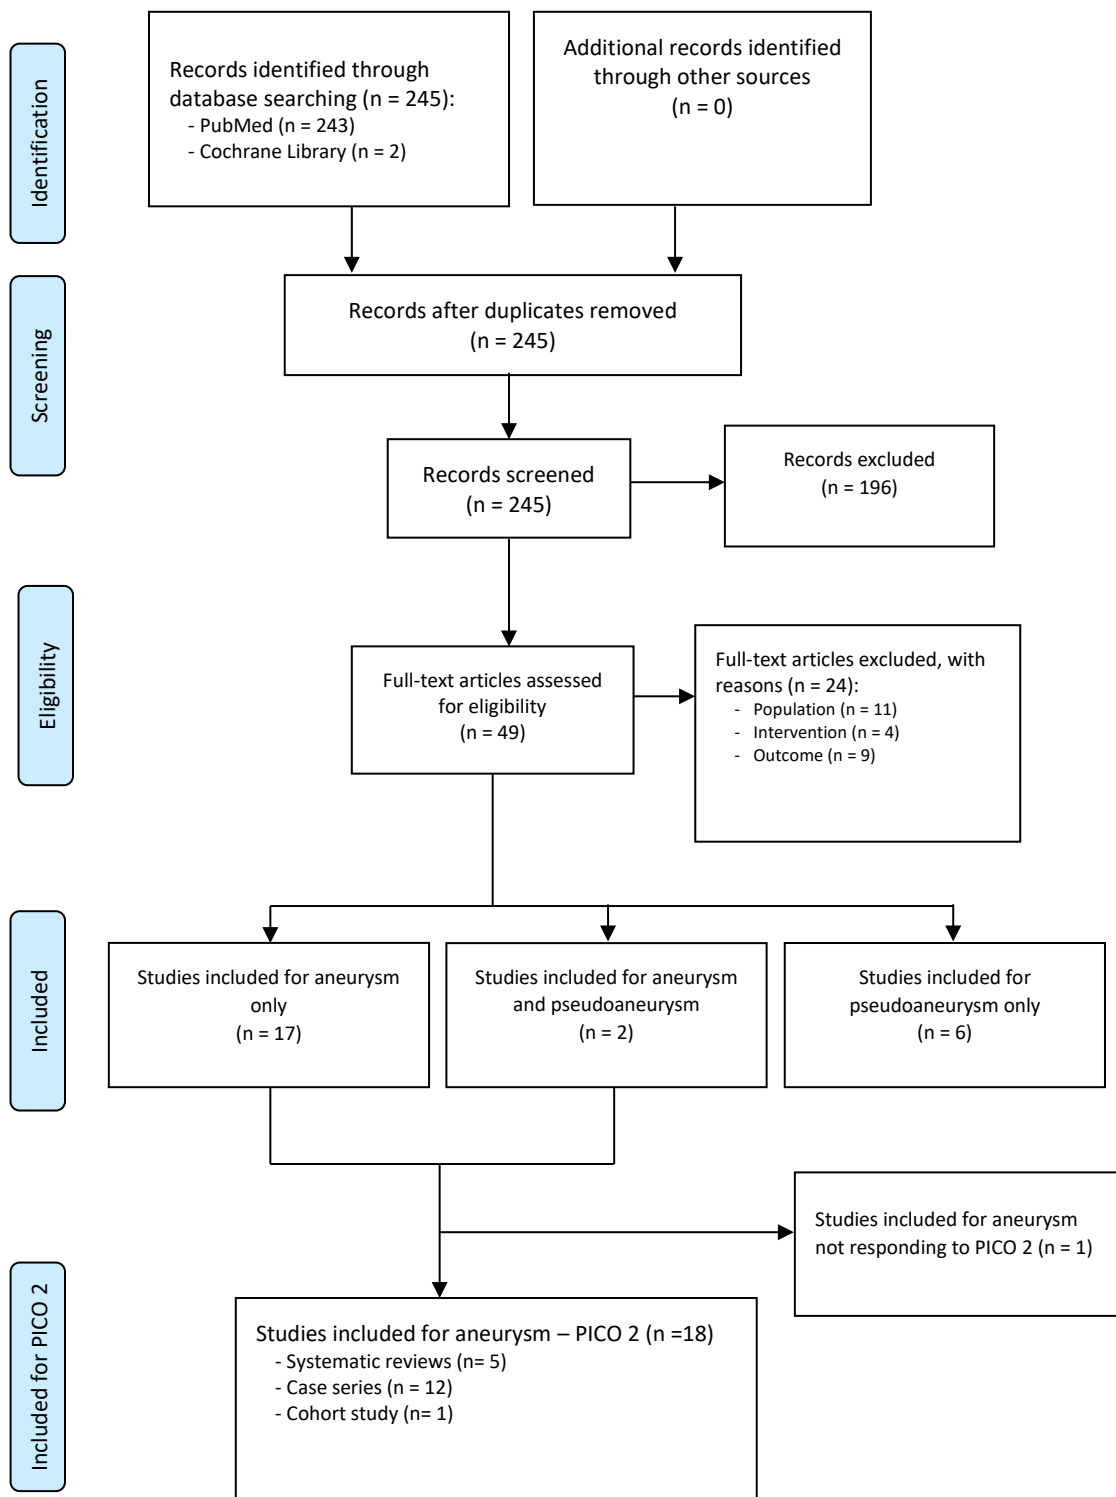 Identification
Records identified through
database searching (n = 245):
- PubMed (n = 243)
- Cochrane Library (n = 2)
Additional records identified
through other sources
(n = 0)
Screening
Records after duplicates removed
(n = 245)
Records screened
(n = 245)
Records excluded
(n = 196)
Eligibility
Full-text articles assessed
for eligibility
(n = 49)
Full-text articles excluded, with
reasons (n = 24):
- Population (n = 11)
- Intervention (n = 4)
- Outcome (n = 9)
Included
Studies included for aneurysm
only
(n = 17)
Studies included for aneurysm
and pseudoaneurysm
(n = 2)
Studies included for
pseudoaneurysm only
(n = 6)
Studies included for aneurysm
not responding to PICO 2 (n = 1)
Included for PICO 2
Studies included for aneurysm – PICO 2 (n =18)
- Systematic reviews (n= 5)
- Case series (n = 12)
- Cohort study (n= 1)